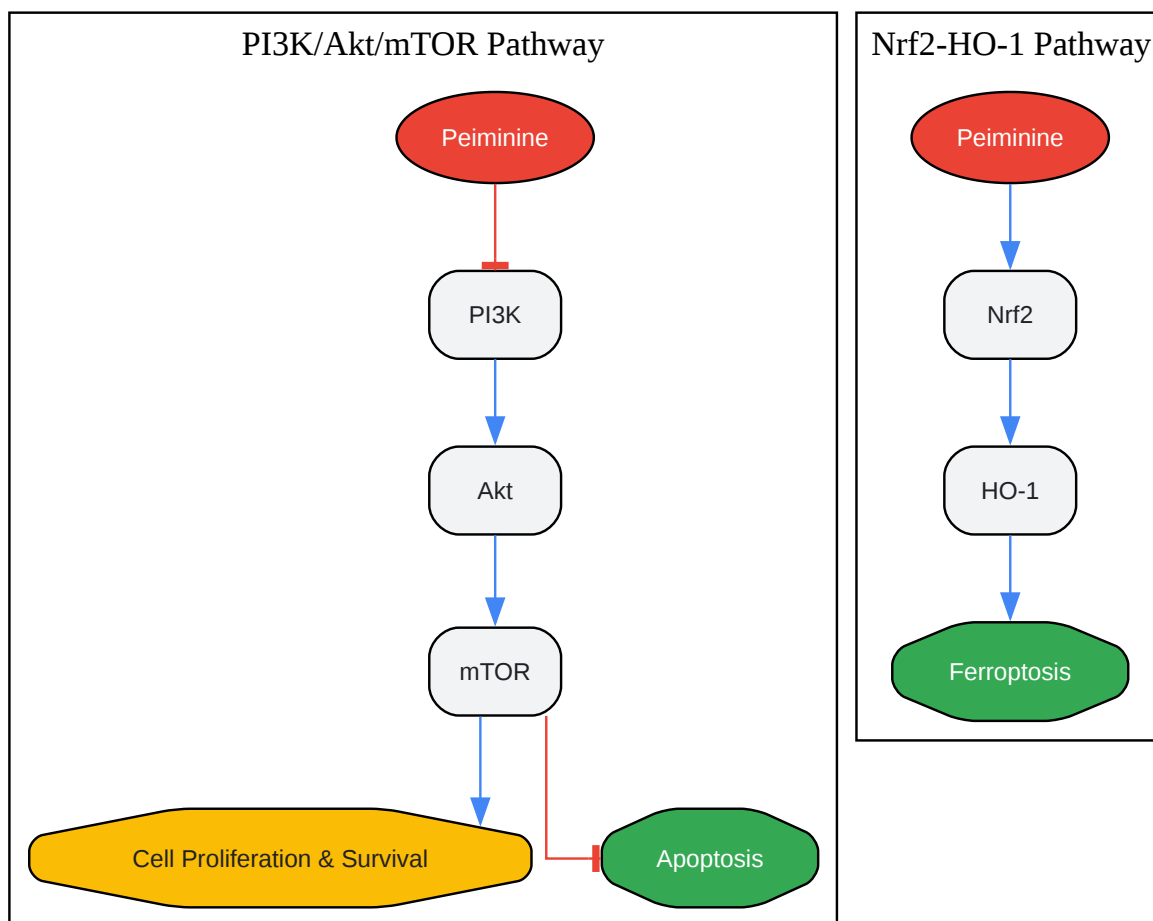 PI3K/Akt/mTOR Pathway
Peiminine
PI3K
Akt
mTOR
Cell Proliferation & Survival
Apoptosis
Nrf2-HO-1 Pathway
Peiminine
Nrf2
HO-1
Ferroptosis